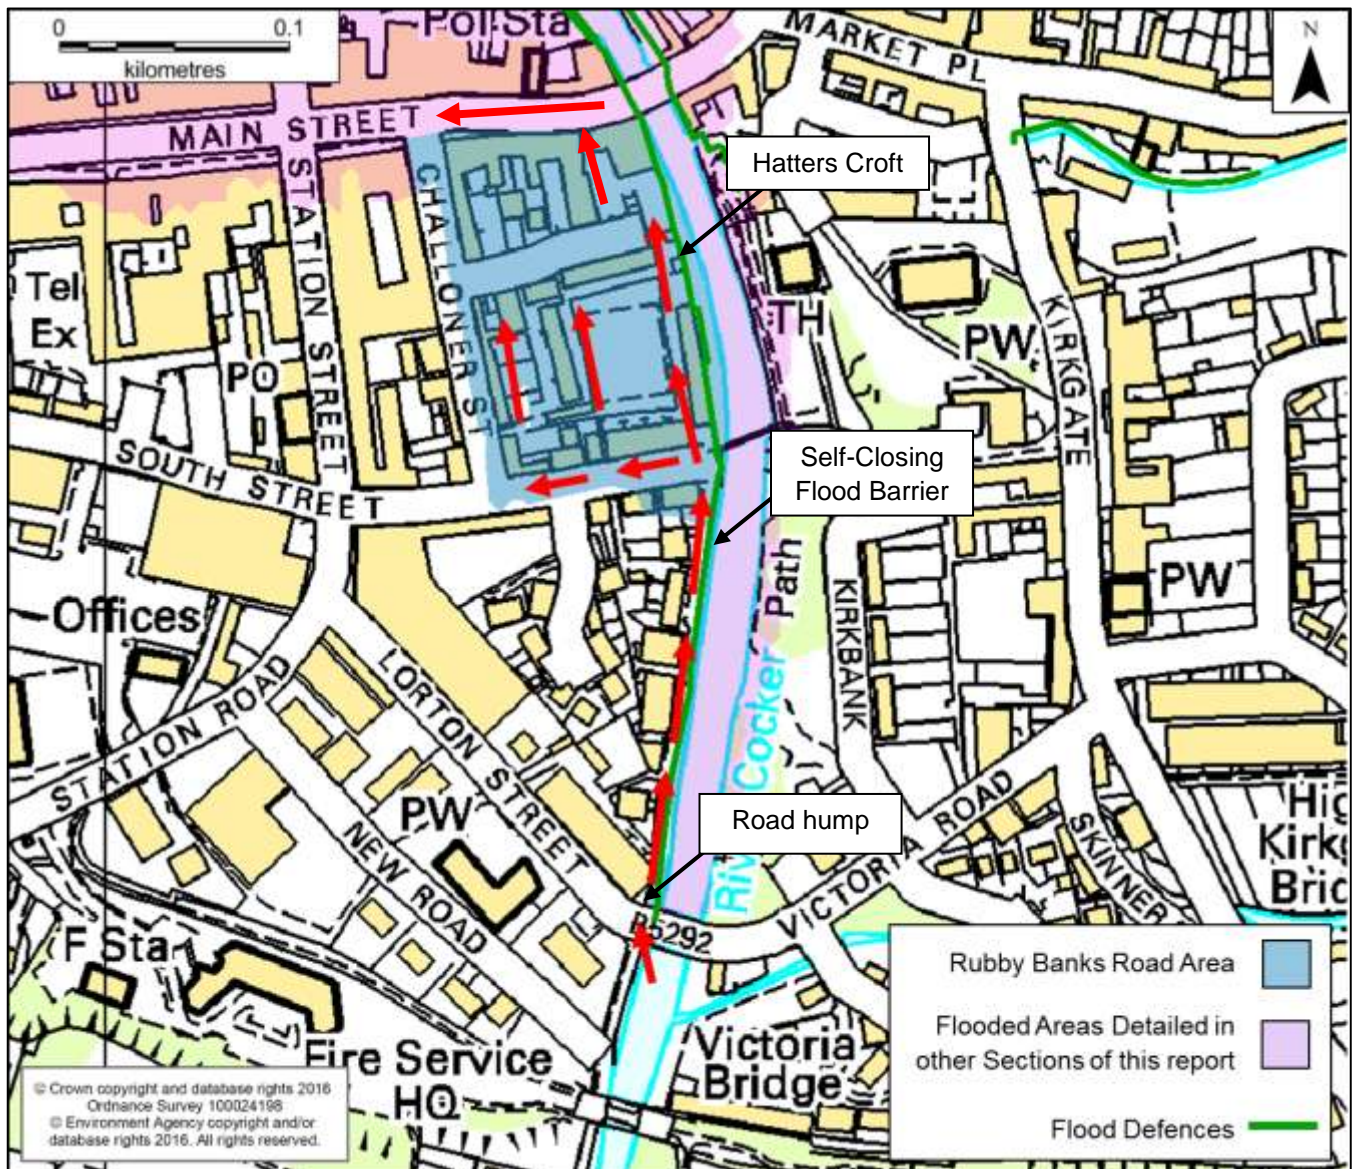 0 0.1
kilometres
Pol Sta
MARKET PL
N
MAIN STREET
Hatters Croft
CHALLONER ST
STATION STREET
Tel
Ex
TH
PW
KIRKGATE
PO
SOUTH STREET
Self-Closing
Flood Barrier
Path
KIRKBANK
PW
Offices
STATION ROAD
LORTON STREET
River Cocker
Road hump
PW
NEW ROAD
VICTORIA ROAD
SKINNER
Hig
Kirkg
Bridg
B5292
F Sta
Rubby Banks Road Area
Flooded Areas Detailed in
other Sections of this report
Flood Defences
Fire Service
HQ
Victoria
Bridge
© Crown copyright and database rights 2016
Ordnance Survey 100024198
© Environment Agency copyright and/or
database rights 2016. All rights reserved.